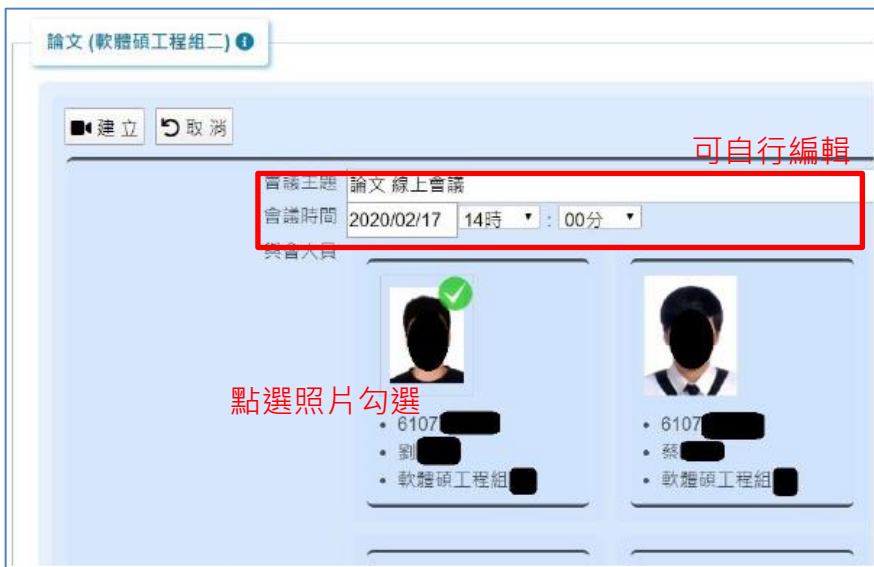 論文 (軟體碩工程組二)
建立 取消
可自行編輯
會議主題 論文 線上會議
會議時間 2020/02/17 14時 : 00分
與會人員
點選照片勾選
6107 6107
劉 蔡
軟體碩工程組 軟體碩工程組